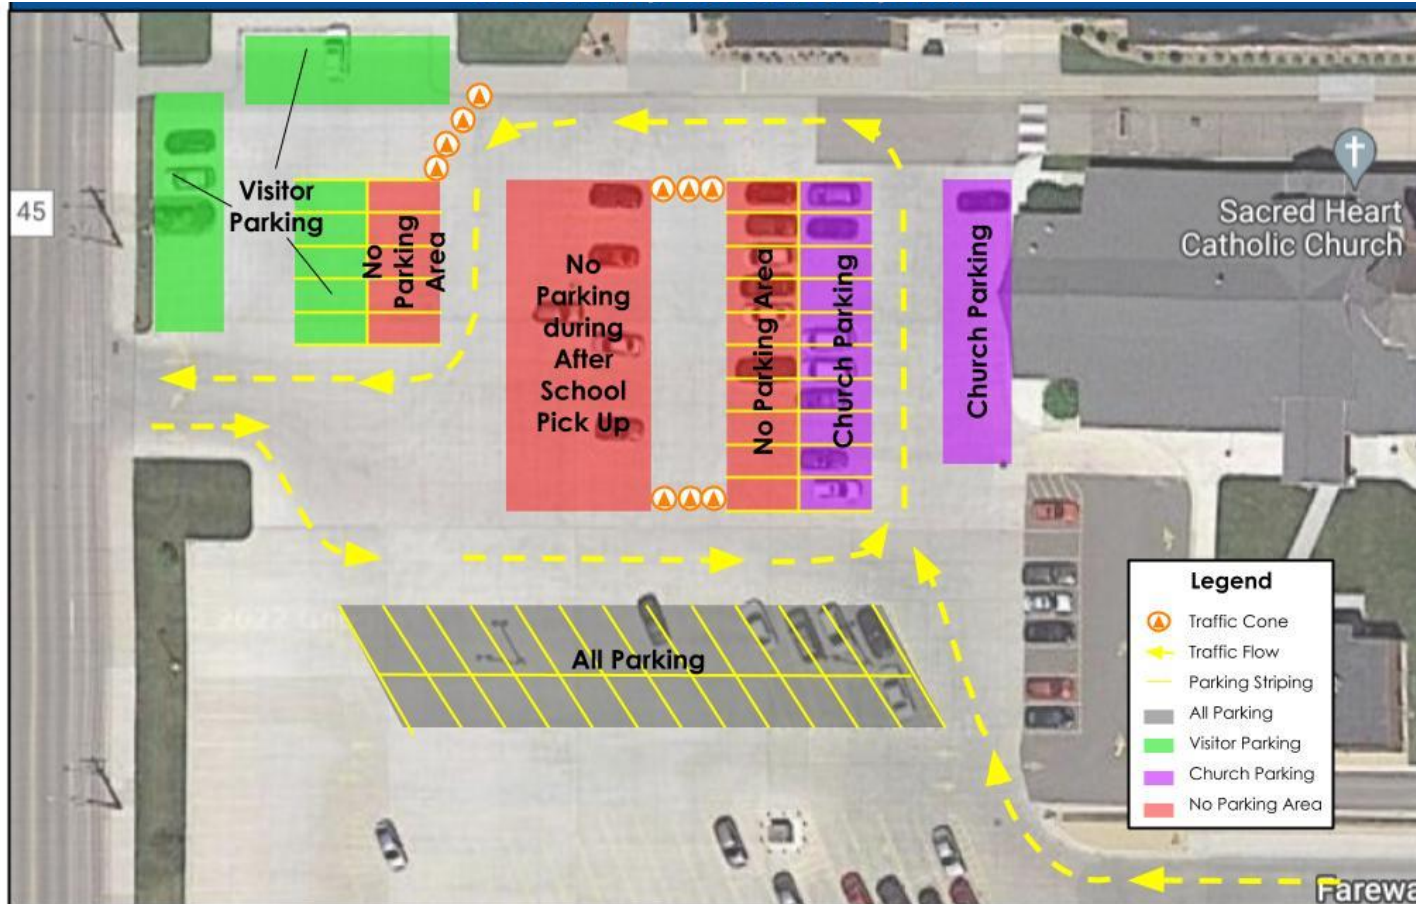 45
Visitor
Parking
No
Parking
Area
No
Parking
during
After
School
Pick Up
No Parking Area
Church Parking
Church Parking
Sacred Heart
Catholic Church
All Parking
Legend
Traffic Cone
Traffic Flow
Parking Striping
All Parking
Visitor Parking
Church Parking
No Parking Area